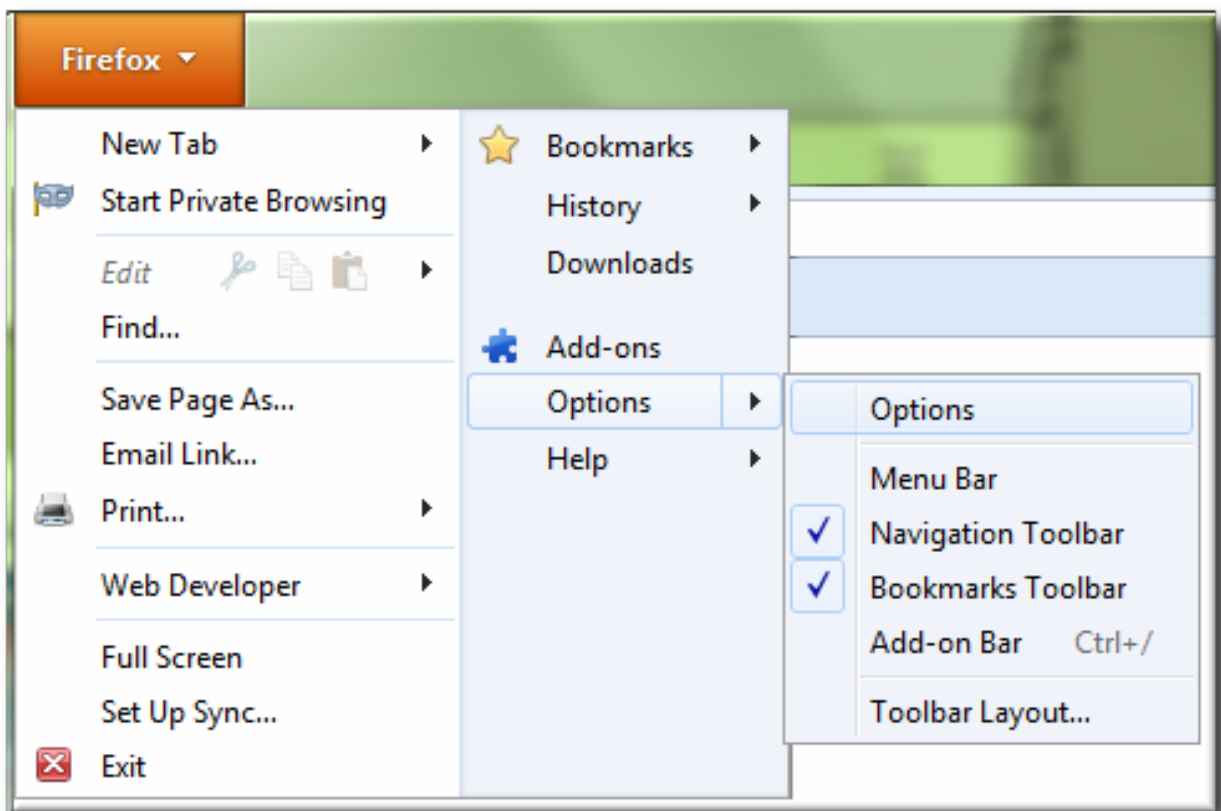 Firefox
New Tab
Start Private Browsing
Edit
Find...
Save Page As...
Email Link...
Print...
Web Developer
Full Screen
Set Up Sync...
Exit
Bookmarks
History
Downloads
Add-ons
Options
Help
Options
Menu Bar
Navigation Toolbar
Bookmarks Toolbar
Add-on Bar Ctrl+/
Toolbar Layout...